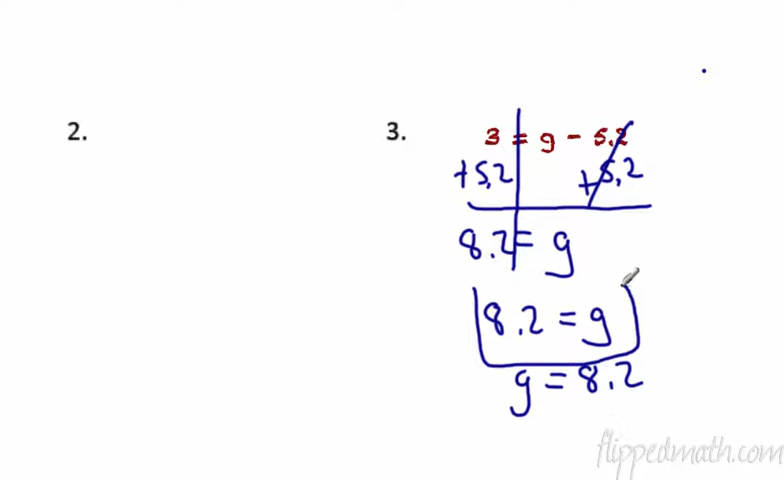 2.
3. 3 = g - 5.2
+5.2 +5.2
8.2 = g
8.2 = g
g = 8.2
flippedmath.com